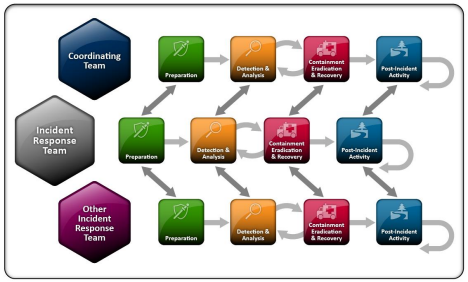 Coordinating
Team
Preparation
Detection &
Analysis
Containment
Eradication
& Recovery
Post-Incident
Activity
Incident
Response
Team
Preparation
Detection &
Analysis
Containment
Eradication
& Recovery
Post-Incident
Activity
Other
Incident
Response
Team
Preparation
Detection &
Analysis
Containment
Eradication
& Recovery
Post-Incident
Activity